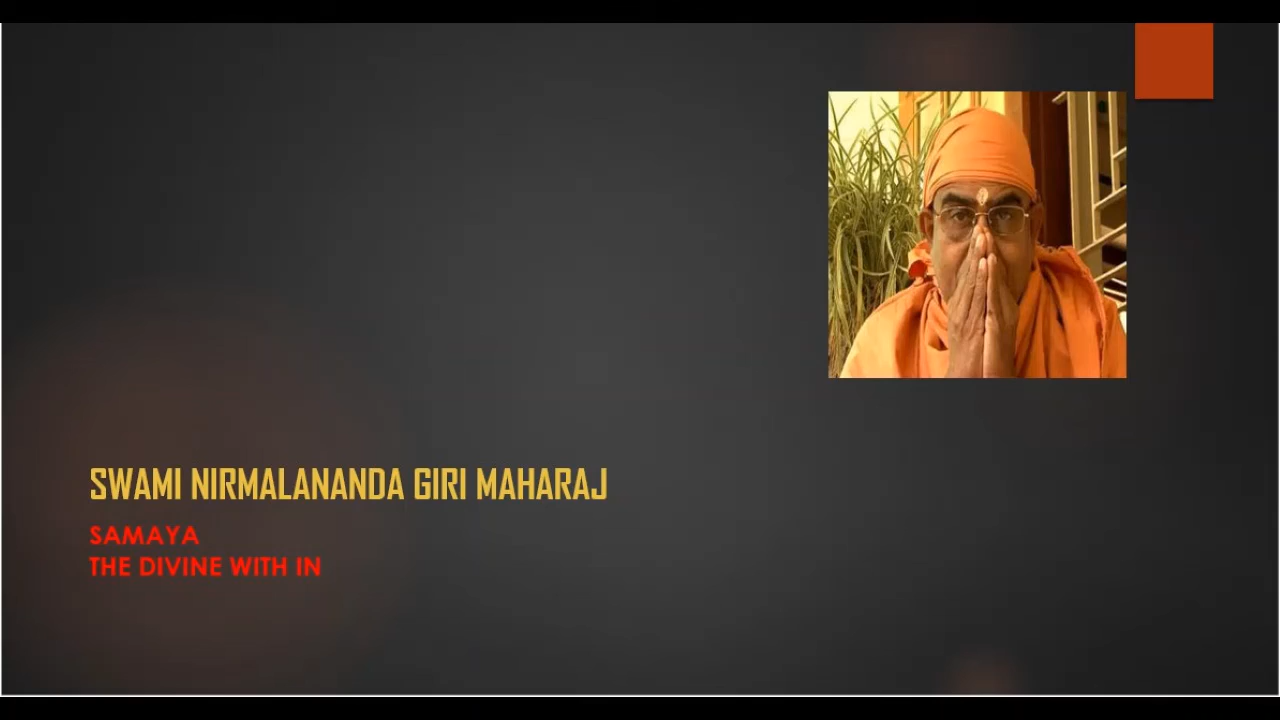 SWAMI NIRMALANANDA GIRI MAHARAJ
SAMAYA
THE DIVINE WITH IN